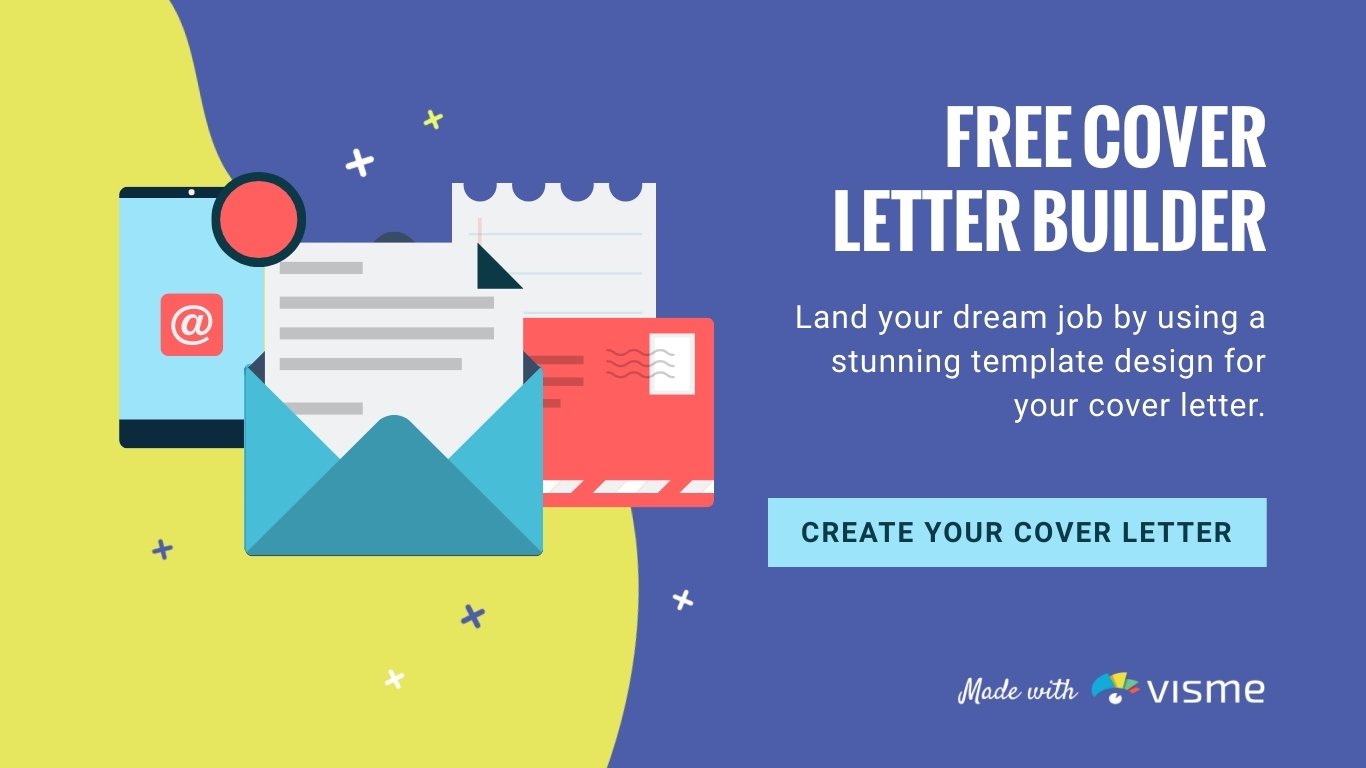 FREE COVER
LETTER BUILDER
Land your dream job by using a
stunning template design for
your cover letter.
CREATE YOUR COVER LETTER
@
Made with visme